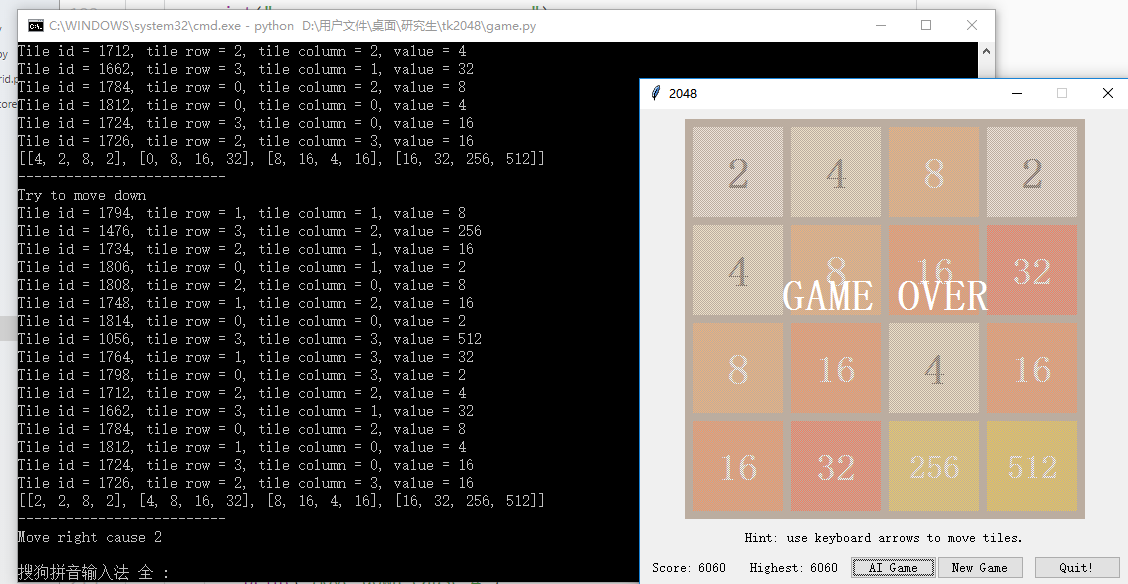 C:\WINDOWS\system32\cmd.exe - python  D:\用户文件\桌面\研究生\tk2048\game.py
Tile id = 1712, tile row = 2, tile column = 2, value = 4
Tile id = 1662, tile row = 3, tile column = 1, value = 32
Tile id = 1784, tile row = 0, tile column = 2, value = 8
Tile id = 1812, tile row = 0, tile column = 0, value = 4
Tile id = 1724, tile row = 3, tile column = 0, value = 16
Tile id = 1726, tile row = 2, tile column = 3, value = 16
[[4, 2, 8, 2], [0, 8, 16, 32], [8, 16, 4, 16], [16, 32, 256, 512]]
--------------------------
Try to move down
Tile id = 1794, tile row = 1, tile column = 1, value = 8
Tile id = 1476, tile row = 3, tile column = 2, value = 256
Tile id = 1734, tile row = 2, tile column = 1, value = 16
Tile id = 1806, tile row = 0, tile column = 1, value = 2
Tile id = 1808, tile row = 2, tile column = 0, value = 8
Tile id = 1748, tile row = 1, tile column = 2, value = 16
Tile id = 1814, tile row = 0, tile column = 0, value = 2
Tile id = 1056, tile row = 3, tile column = 3, value = 512
Tile id = 1764, tile row = 1, tile column = 3, value = 32
Tile id = 1798, tile row = 0, tile column = 3, value = 2
Tile id = 1712, tile row = 2, tile column = 2, value = 4
Tile id = 1662, tile row = 3, tile column = 1, value = 32
Tile id = 1784, tile row = 0, tile column = 2, value = 8
Tile id = 1812, tile row = 1, tile column = 0, value = 4
Tile id = 1724, tile row = 3, tile column = 0, value = 16
Tile id = 1726, tile row = 2, tile column = 3, value = 16
[[2, 2, 8, 2], [4, 8, 16, 32], [8, 16, 4, 16], [16, 32, 256, 512]]
--------------------------
Move right cause 2
搜狗拼音输入法 全 :
2048
2 4 8 2
4 8 16 32
GAME OVER
8 16 4 16
16 32 256 512
Hint: use keyboard arrows to move tiles.
Score: 6060 Highest: 6060 AI Game New Game Quit!